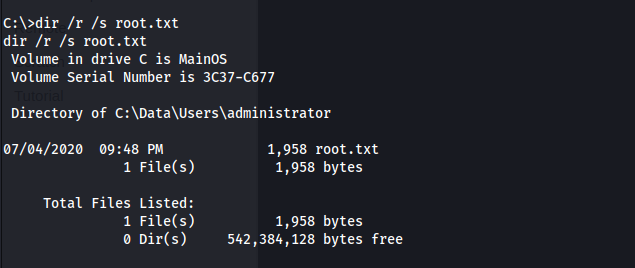 C:\>dir /r /s root.txt
dir /r /s root.txt
Volume in drive C is MainOS
Volume Serial Number is 3C37-C677
Tutorial
Directory of C:\Data\Users\administrator
07/04/2020  09:48 PM             1,958 root.txt
1 File(s)          1,958 bytes
Total Files Listed:
1 File(s)          1,958 bytes
0 Dir(s)     542,384,128 bytes free